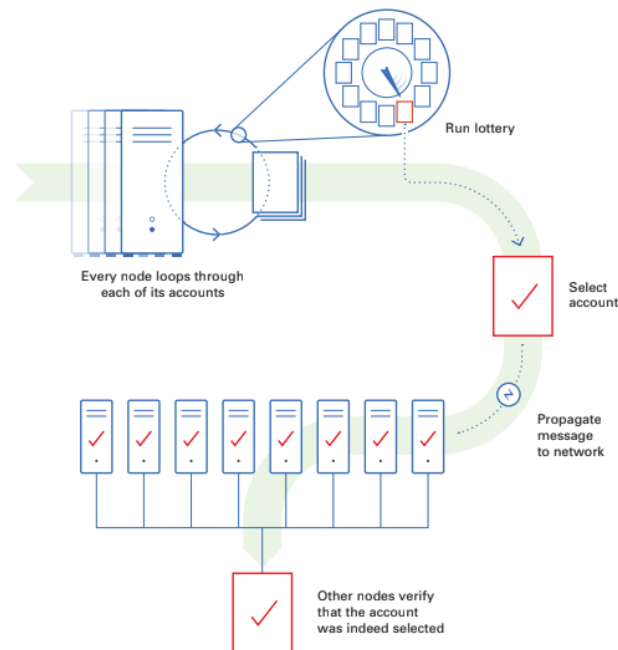 Run lottery
Every node loops through
each of its accounts
Select
account
Propagate
message
to network
Other nodes verify
that the account
was indeed selected